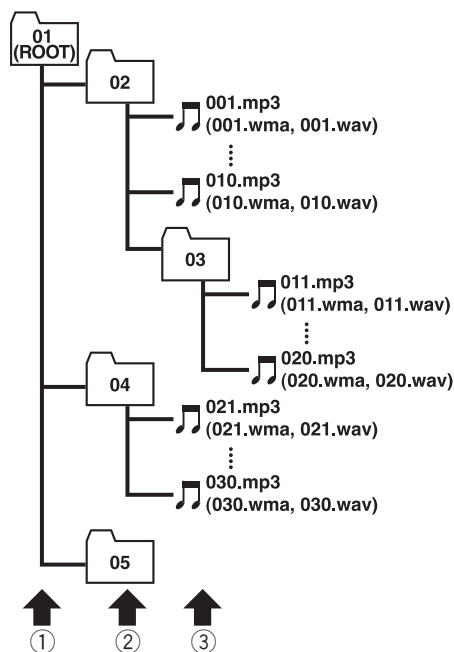 01
(ROOT)
02
001.mp3
(001.wma, 001.wav)
010.mp3
(010.wma, 010.wav)
03
011.mp3
(011.wma, 011.wav)
020.mp3
(020.wma, 020.wav)
04
021.mp3
(021.wma, 021.wav)
030.mp3
(030.wma, 030.wav)
05
① ② ③